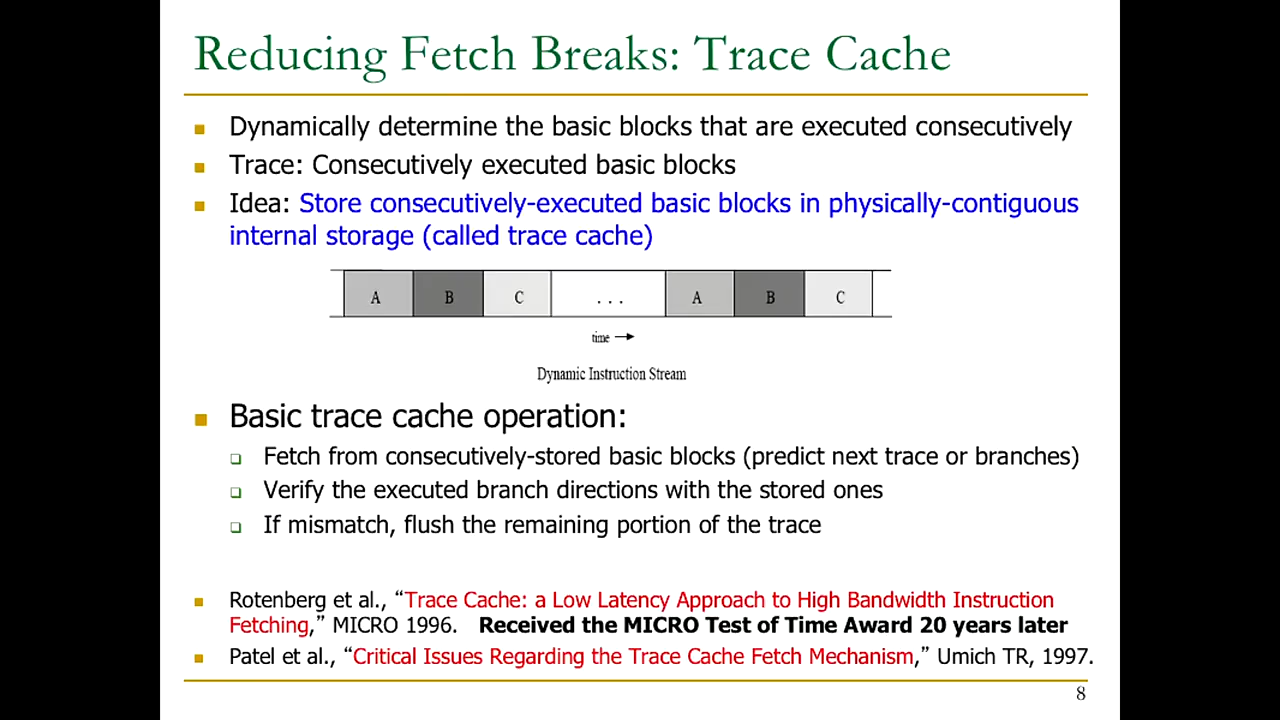 Reducing Fetch Breaks: Trace Cache
Dynamically determine the basic blocks that are executed consecutively
Trace: Consecutively executed basic blocks
Idea: Store consecutively-executed basic blocks in physically-contiguous
internal storage (called trace cache)
A B C . . . A B C
time →
Dynamic Instruction Stream
Basic trace cache operation:
Fetch from consecutively-stored basic blocks (predict next trace or branches)
Verify the executed branch directions with the stored ones
If mismatch, flush the remaining portion of the trace
Rotenberg et al., “Trace Cache: a Low Latency Approach to High Bandwidth Instruction
Fetching,” MICRO 1996. Received the MICRO Test of Time Award 20 years later
Patel et al., “Critical Issues Regarding the Trace Cache Fetch Mechanism,” Umich TR, 1997.
8